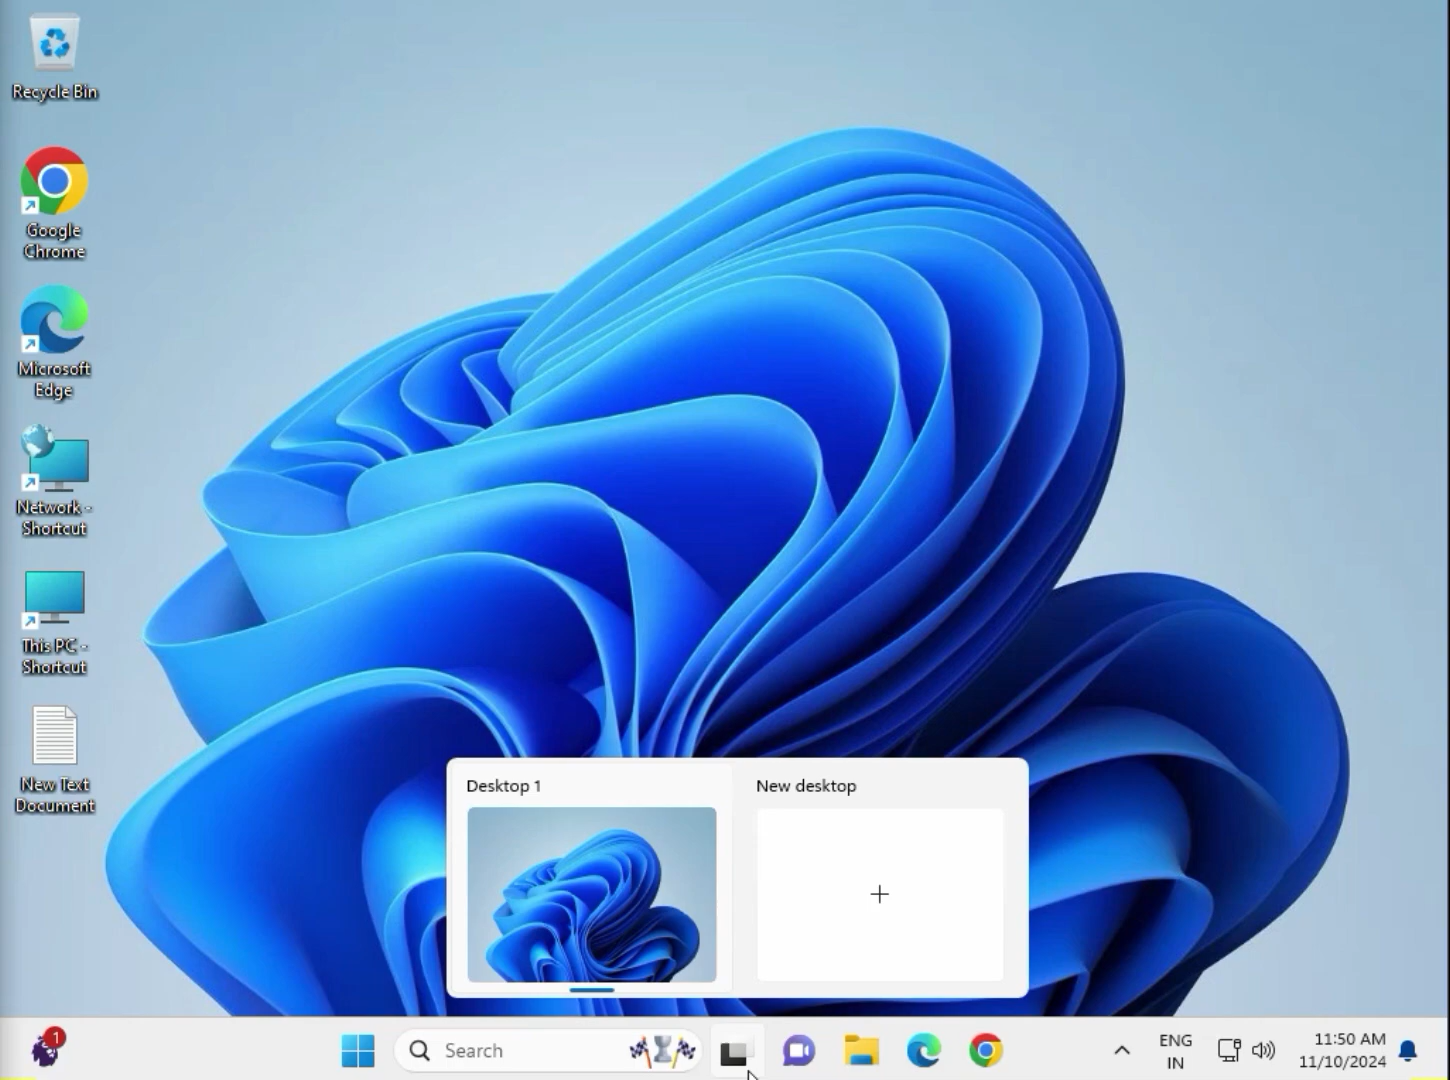 Recycle Bin
Google
Chrome
Microsoft
Edge
Network -
Shortcut
This PC -
Shortcut
New Text
Document
Desktop 1
New desktop
1
Search
ENG
IN
11:50 AM
11/10/2024